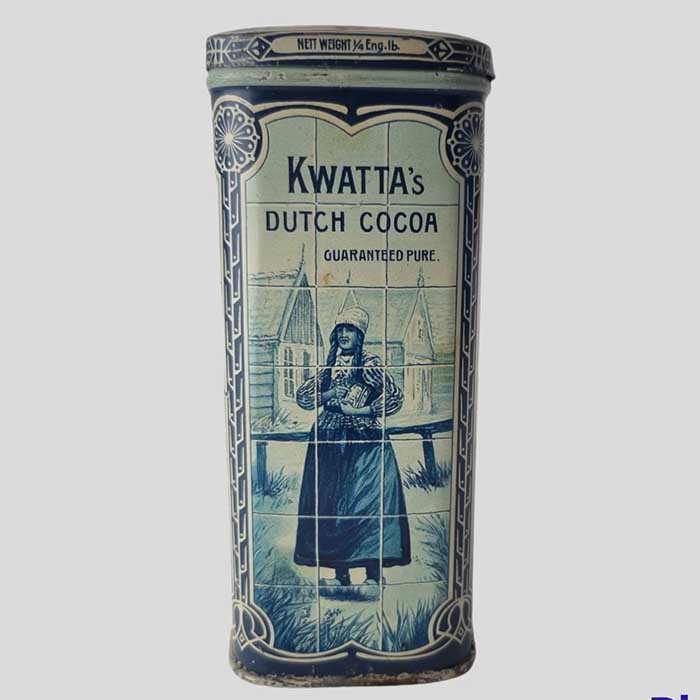 NETT WEIGHT 1/4 Eng. lb.
KWATTA'S
DUTCH COCOA
GUARANTEED PURE.